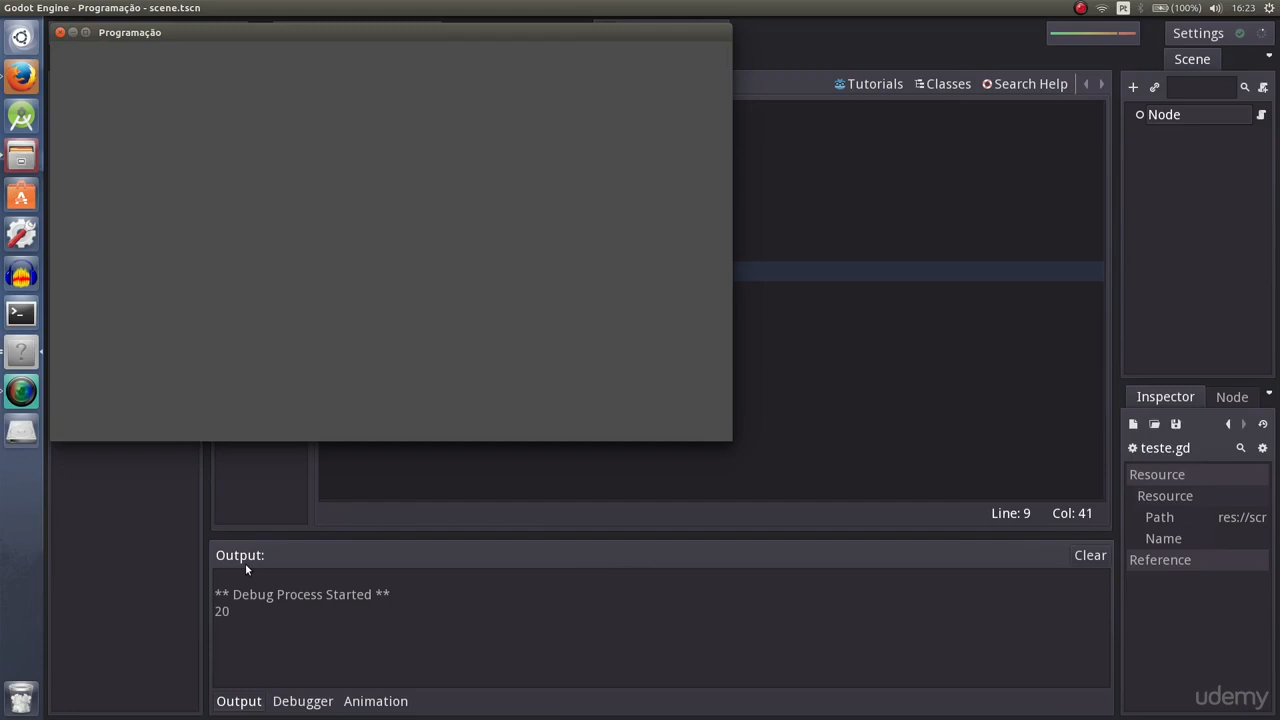 Godot Engine - Programação - scene.tscn
Pt
(100%)
16:23
Programação
Settings
Scene
Tutorials
Classes
Search Help
Node
Line: 9
Col: 41
Inspector
Node
teste.gd
Resource
Resource
Path
res://scr
Name
Reference
Output:
Clear
** Debug Process Started **
20
Output
Debugger
Animation
udemy